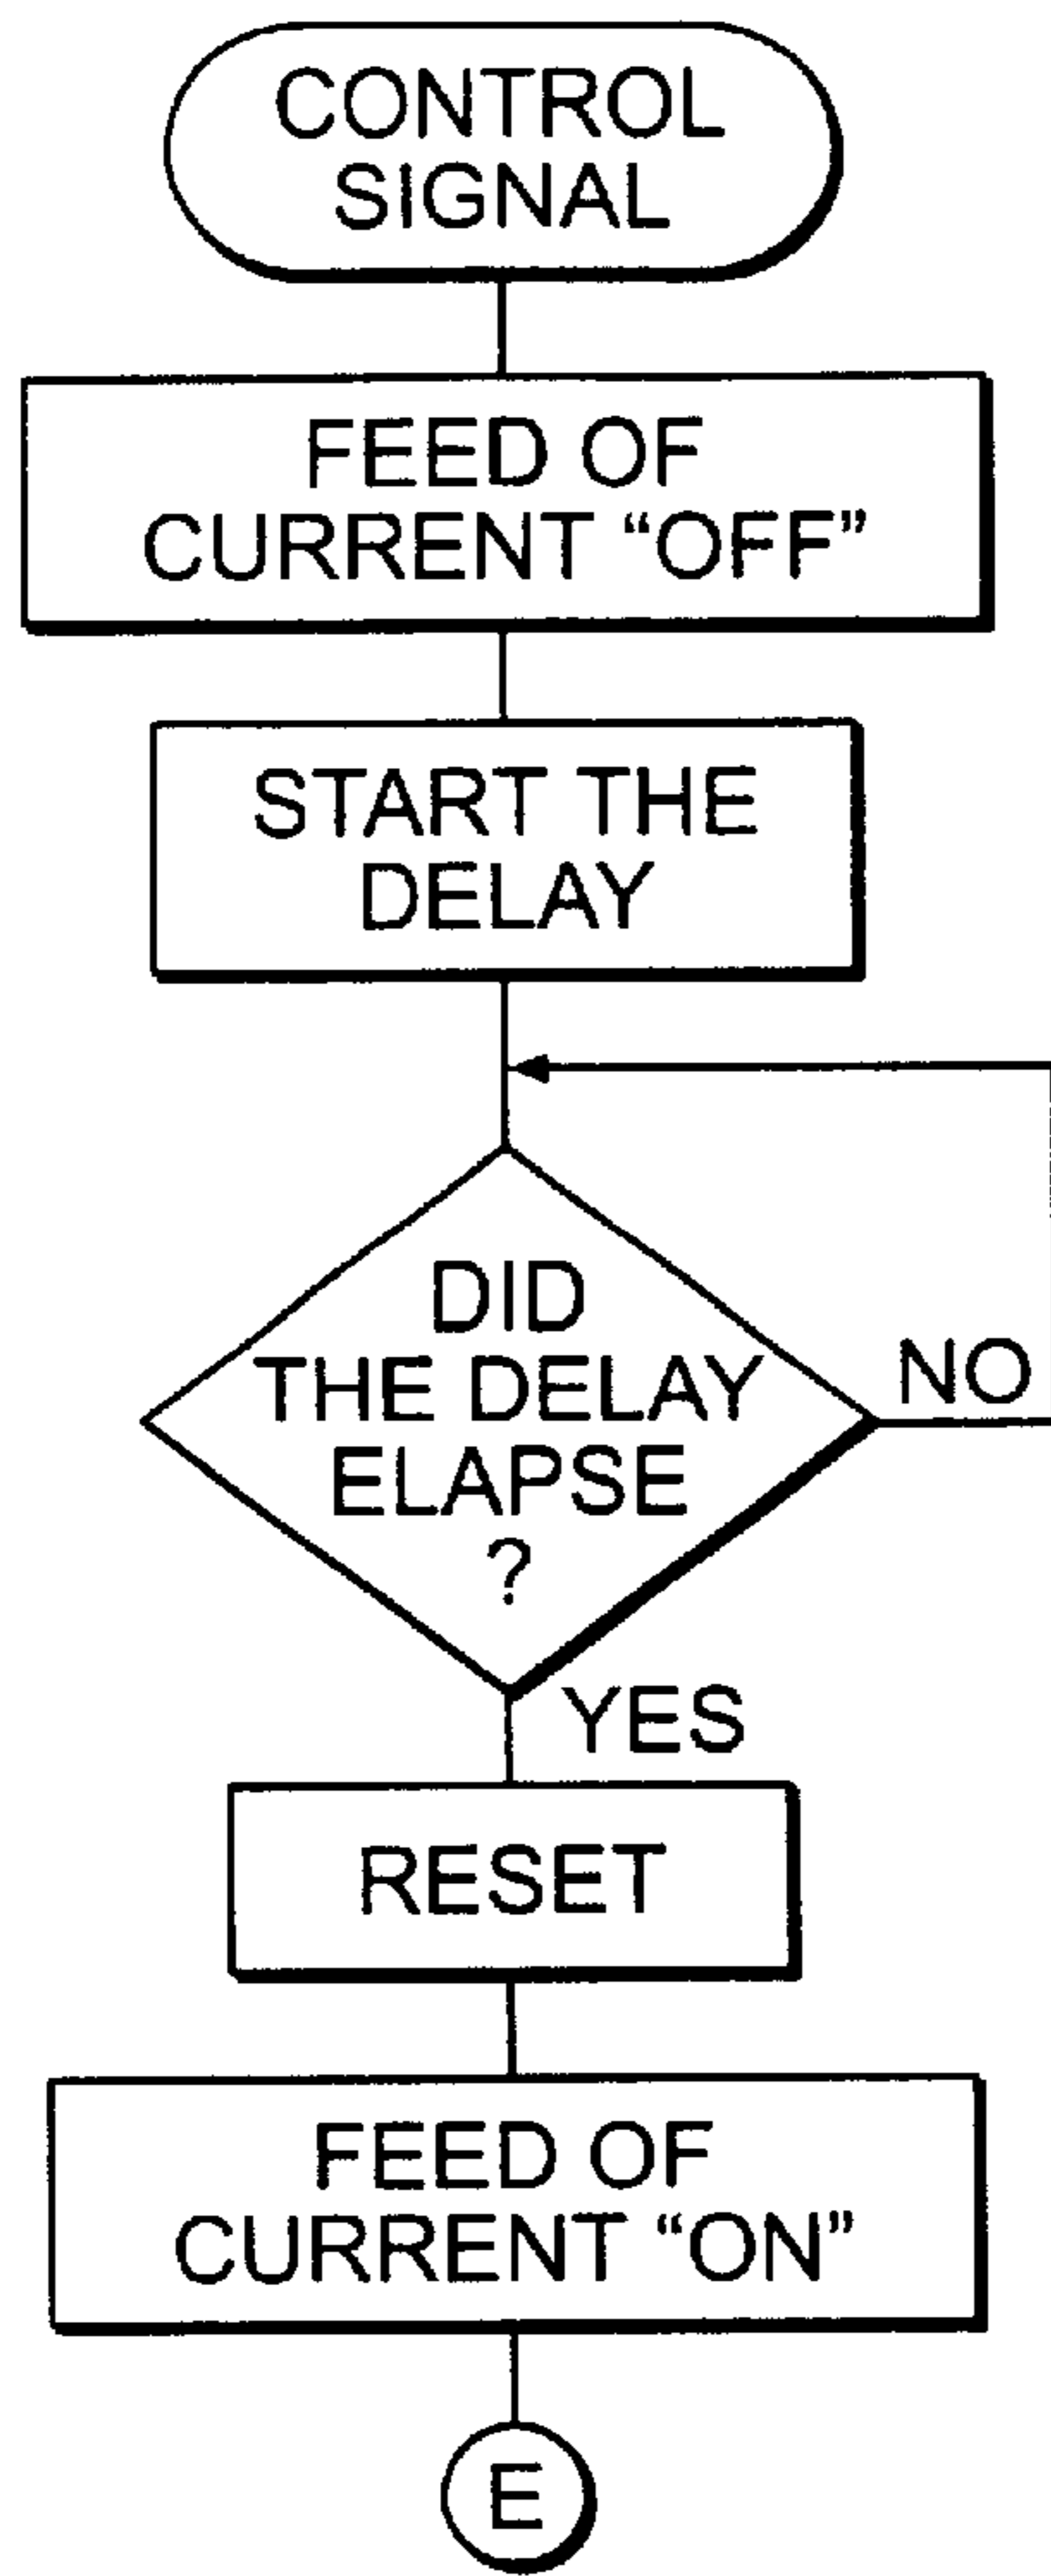 CONTROL
SIGNAL
FEED OF
CURRENT “OFF”
START THE
DELAY
DID
THE DELAY
ELAPSE
?
NO
YES
RESET
FEED OF
CURRENT “ON”
E